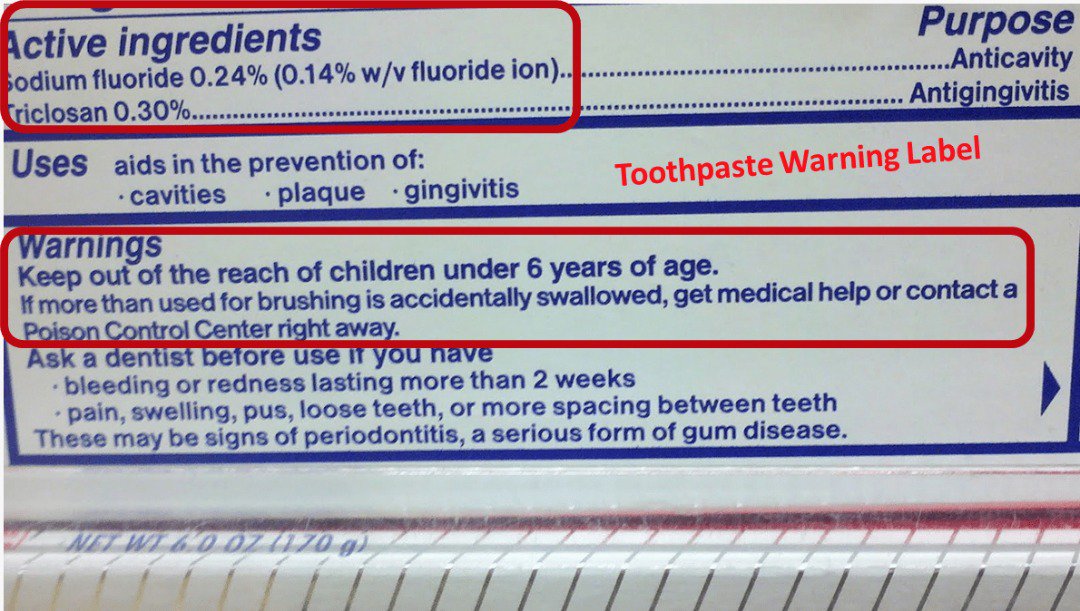 Active ingredients
Purpose
Sodium fluoride 0.24% (0.14% w/v fluoride ion)....Anticavity
Triclosan 0.30%....Antigingivitis
Uses aids in the prevention of:
· cavities · plaque · gingivitis
Toothpaste Warning Label
Warnings
Keep out of the reach of children under 6 years of age.
If more than used for brushing is accidentally swallowed, get medical help or contact a
Poison Control Center right away.
Ask a dentist before use if you have
· bleeding or redness lasting more than 2 weeks
· pain, swelling, pus, loose teeth, or more spacing between teeth
These may be signs of periodontitis, a serious form of gum disease.
NET WT 6.0 OZ (170 g)